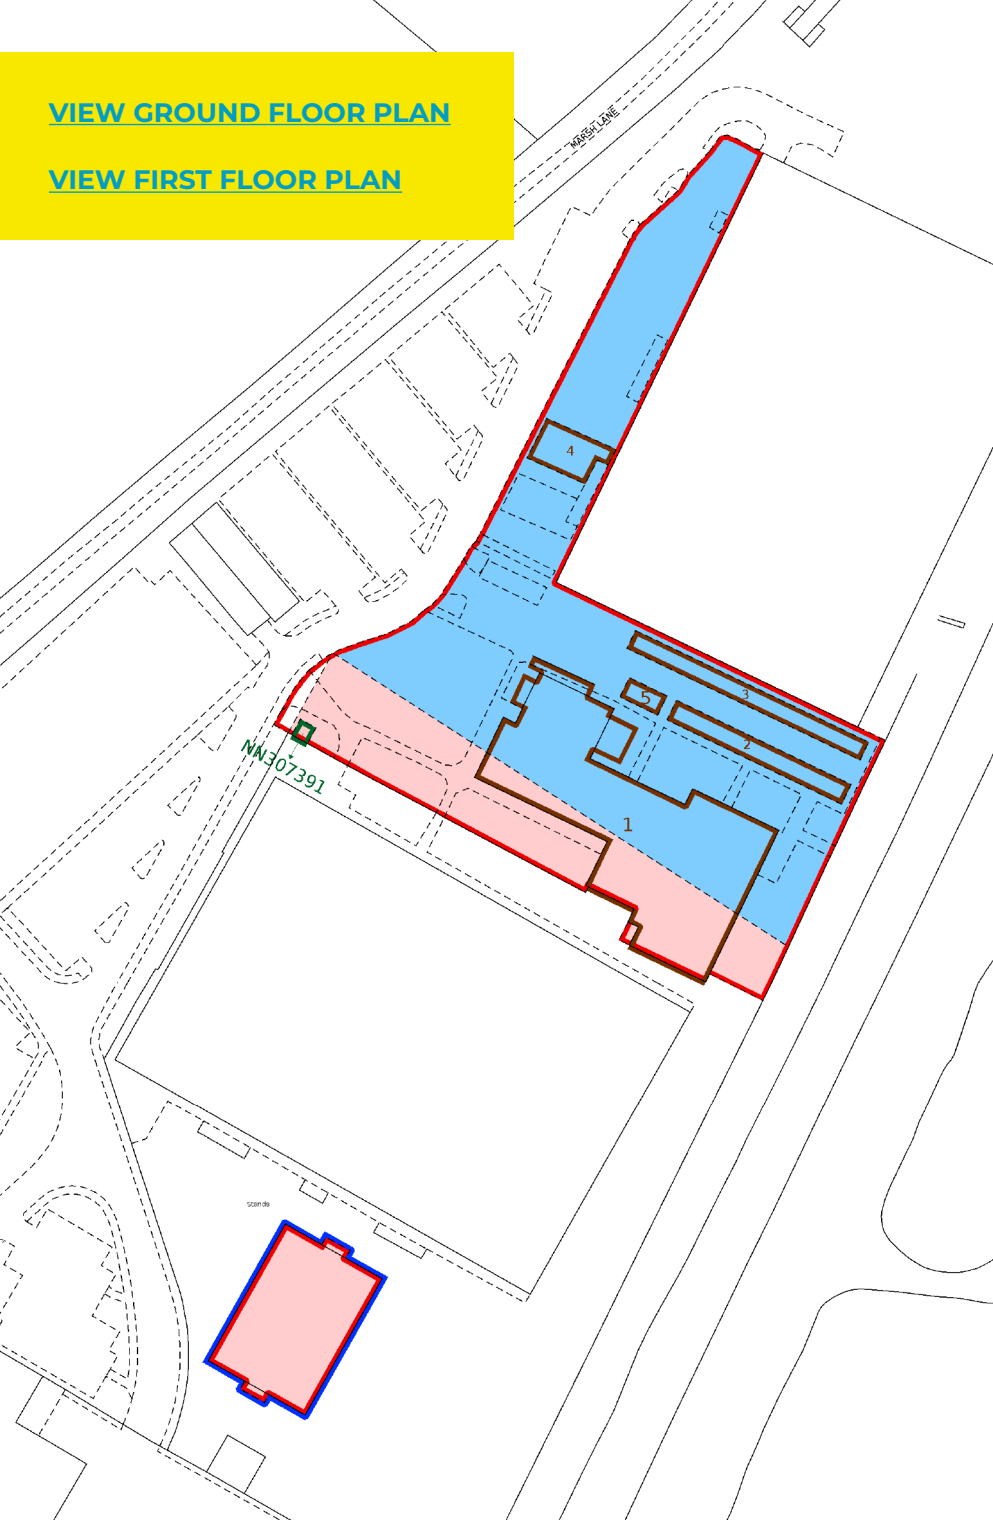 VIEW GROUND FLOOR PLAN
VIEW FIRST FLOOR PLAN
MARSH LANE
4
3
5
2
NN307391
1
Stands